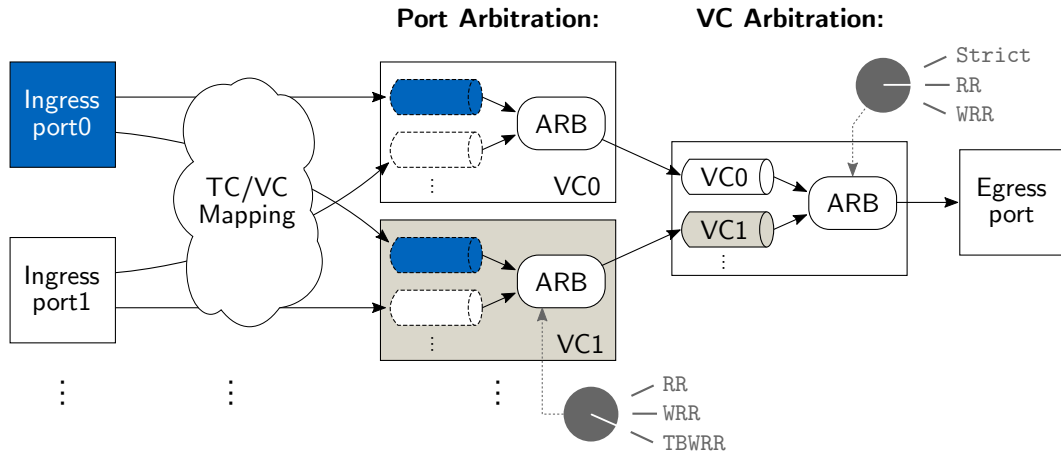 Port Arbitration:
VC Arbitration:
Ingress
port0
TC/VC
Mapping
Ingress
port1
ARB
VC0
ARB
VC1
RR
WRR
TBWRR
Strict
RR
WRR
VC0
VC1
ARB
Egress
port